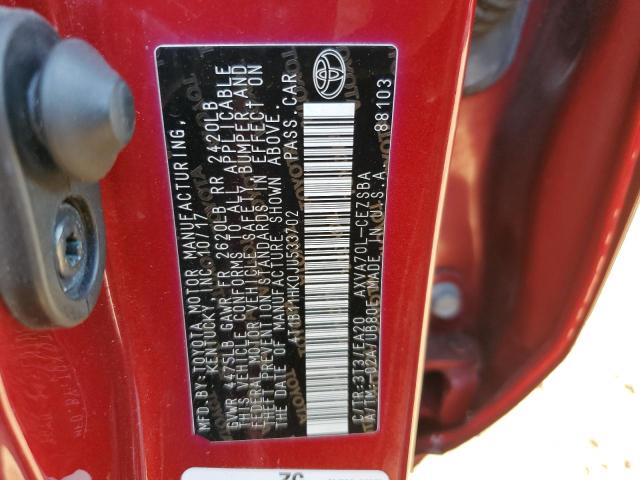 MFD.BY:TOYOTA MOTOR MANUFACTURING
KENTUCKY, INC. 10/17
GVWR 4475LB GAWR FR 2620LB RR 2420LB
THIS VEHICLE CONFORMS TO ALL APPLICABLE
FEDERAL MOTOR VEHICLE SAFETY, BUMPER AND
THEFT PREVENTION STANDARDS IN EFFECT ON
THE DATE OF MANUFACTURE SHOWN ABOVE.
4T1B11HK0JU533702 PASS. CAR
C/TR:3T3/EA20 AXVA70L-CEZSBA
A/TM:-02A/UB80E MADE IN U.S.A.
88103